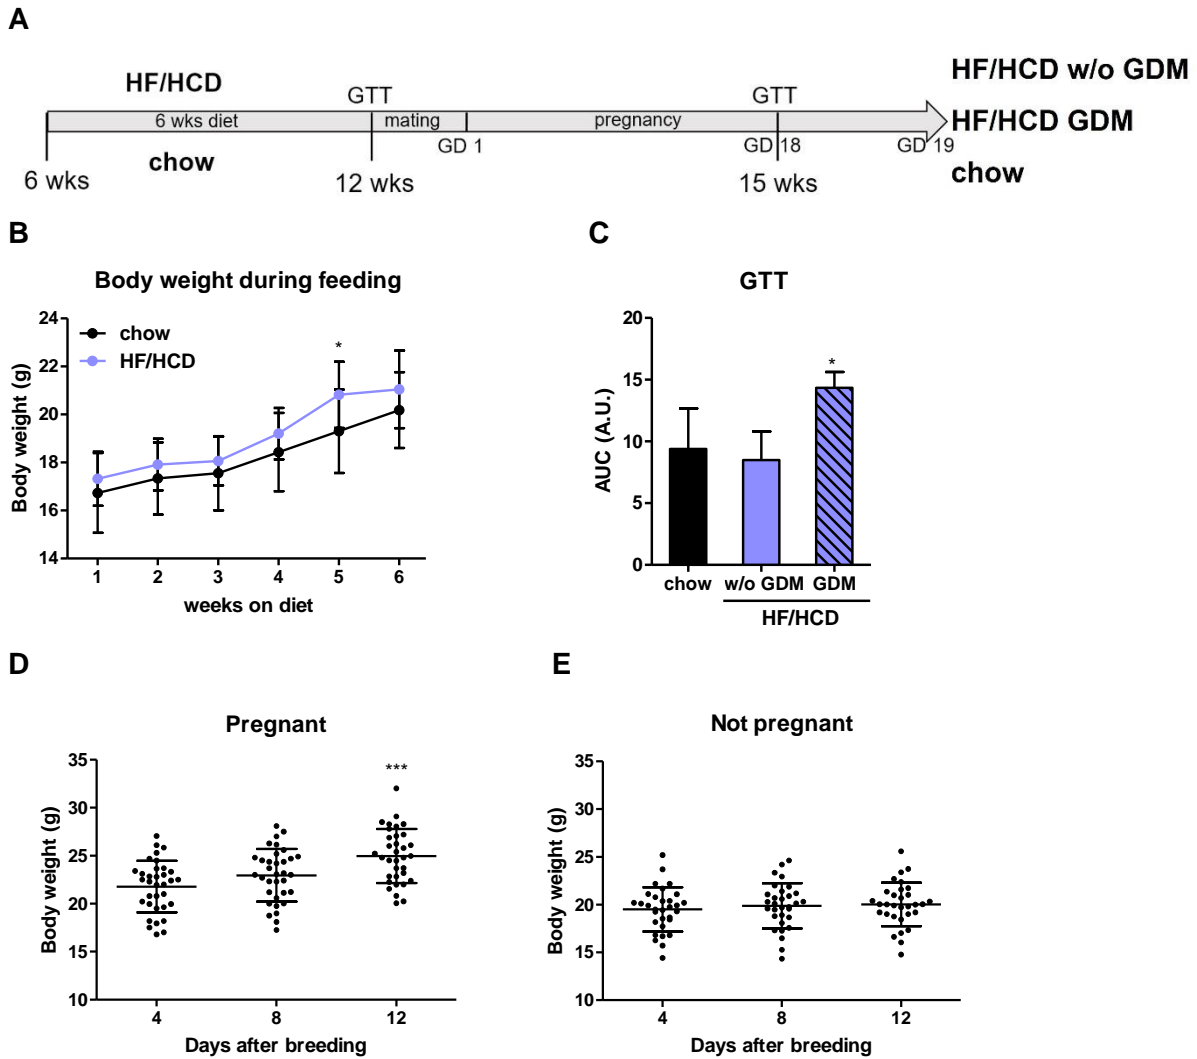 A
HF/HCD
GTT
GTT
HF/HCD w/o GDM
6 wks diet
mating
pregnancy
HF/HCD GDM
chow
GD 1
GD 18
GD 19
chow
6 wks
12 wks
15 wks
B
Body weight during feeding
chow
HF/HCD
*
24
22
20
18
16
14
Body weight (g)
1 2 3 4 5 6
weeks on diet
C
GTT
*
20
15
10
5
0
AUC (A.U.)
chow w/o GDM GDM
HF/HCD
D
Pregnant
***
35
30
25
20
15
10
Body weight (g)
4 8 12
Days after breeding
E
Not pregnant
35
30
25
20
15
10
Body weight (g)
4 8 12
Days after breeding